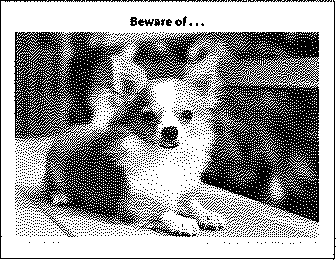 Beware of . . .